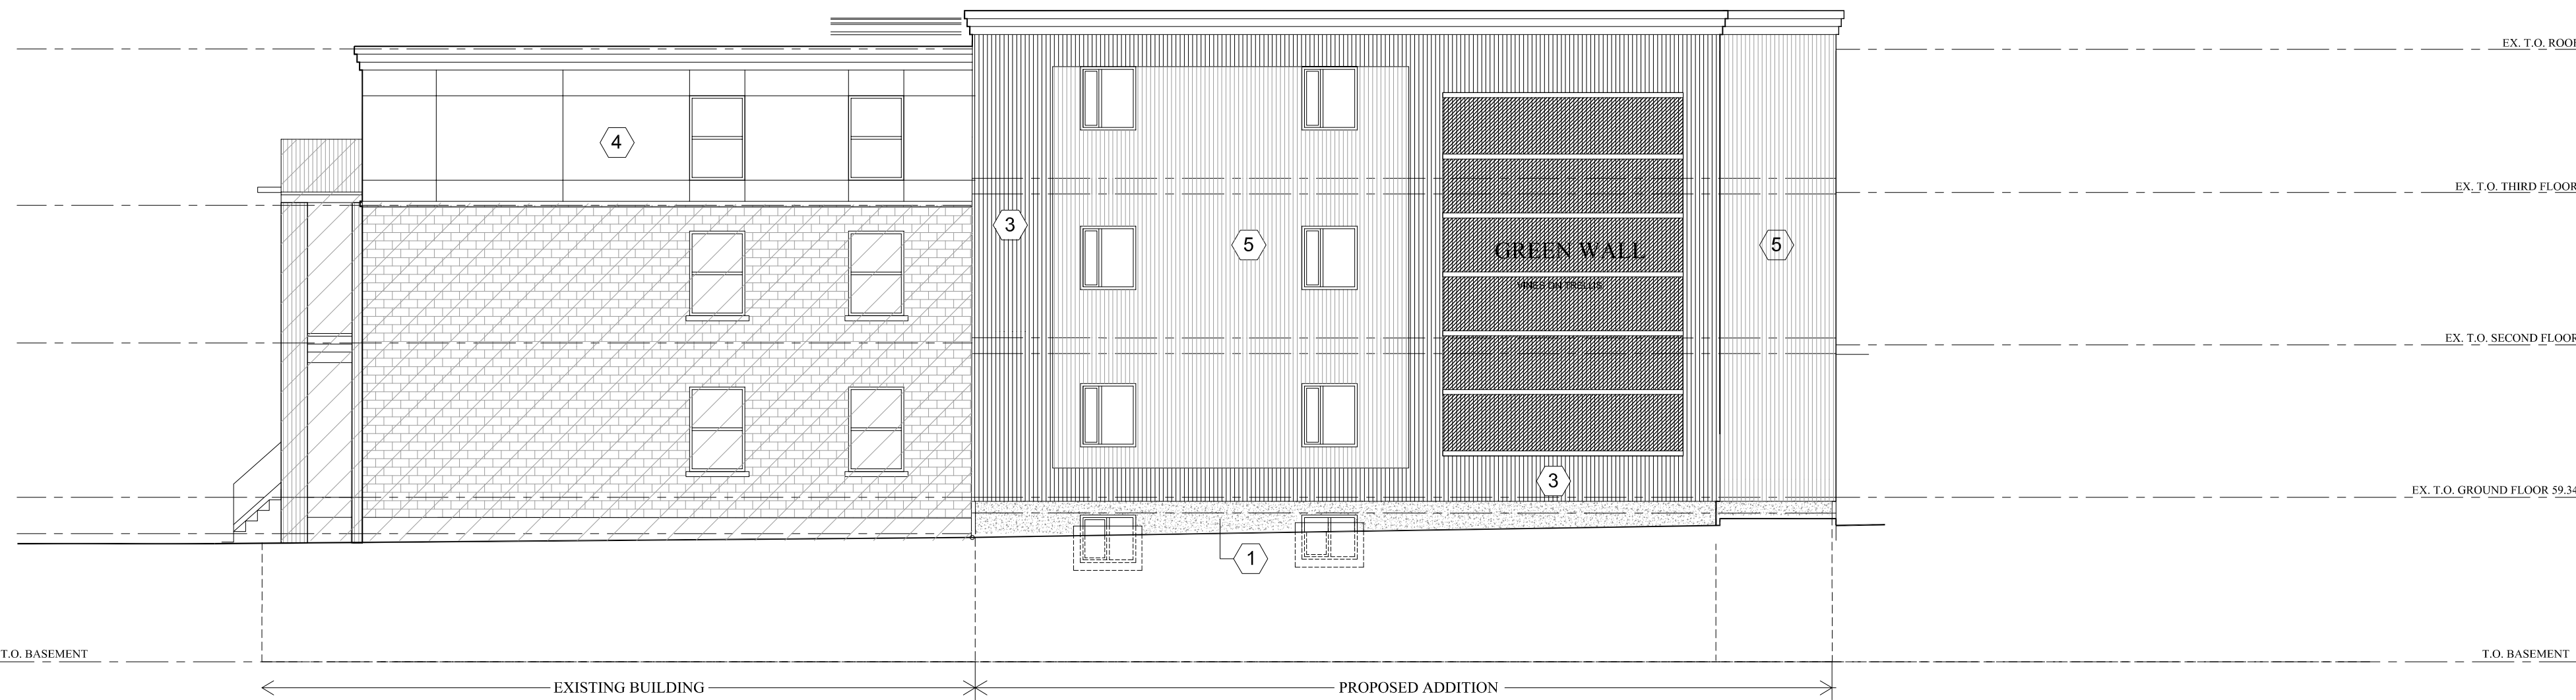 EX. T.O. ROOF
4
EX. T.O. THIRD FLOOR
3
5
5
GREEN WALL
VINES ON TRELLIS
EX. T.O. SECOND FLOOR
3
EX. T.O. GROUND FLOOR 59.34
1
T.O. BASEMENT
T.O. BASEMENT
EXISTING BUILDING
PROPOSED ADDITION